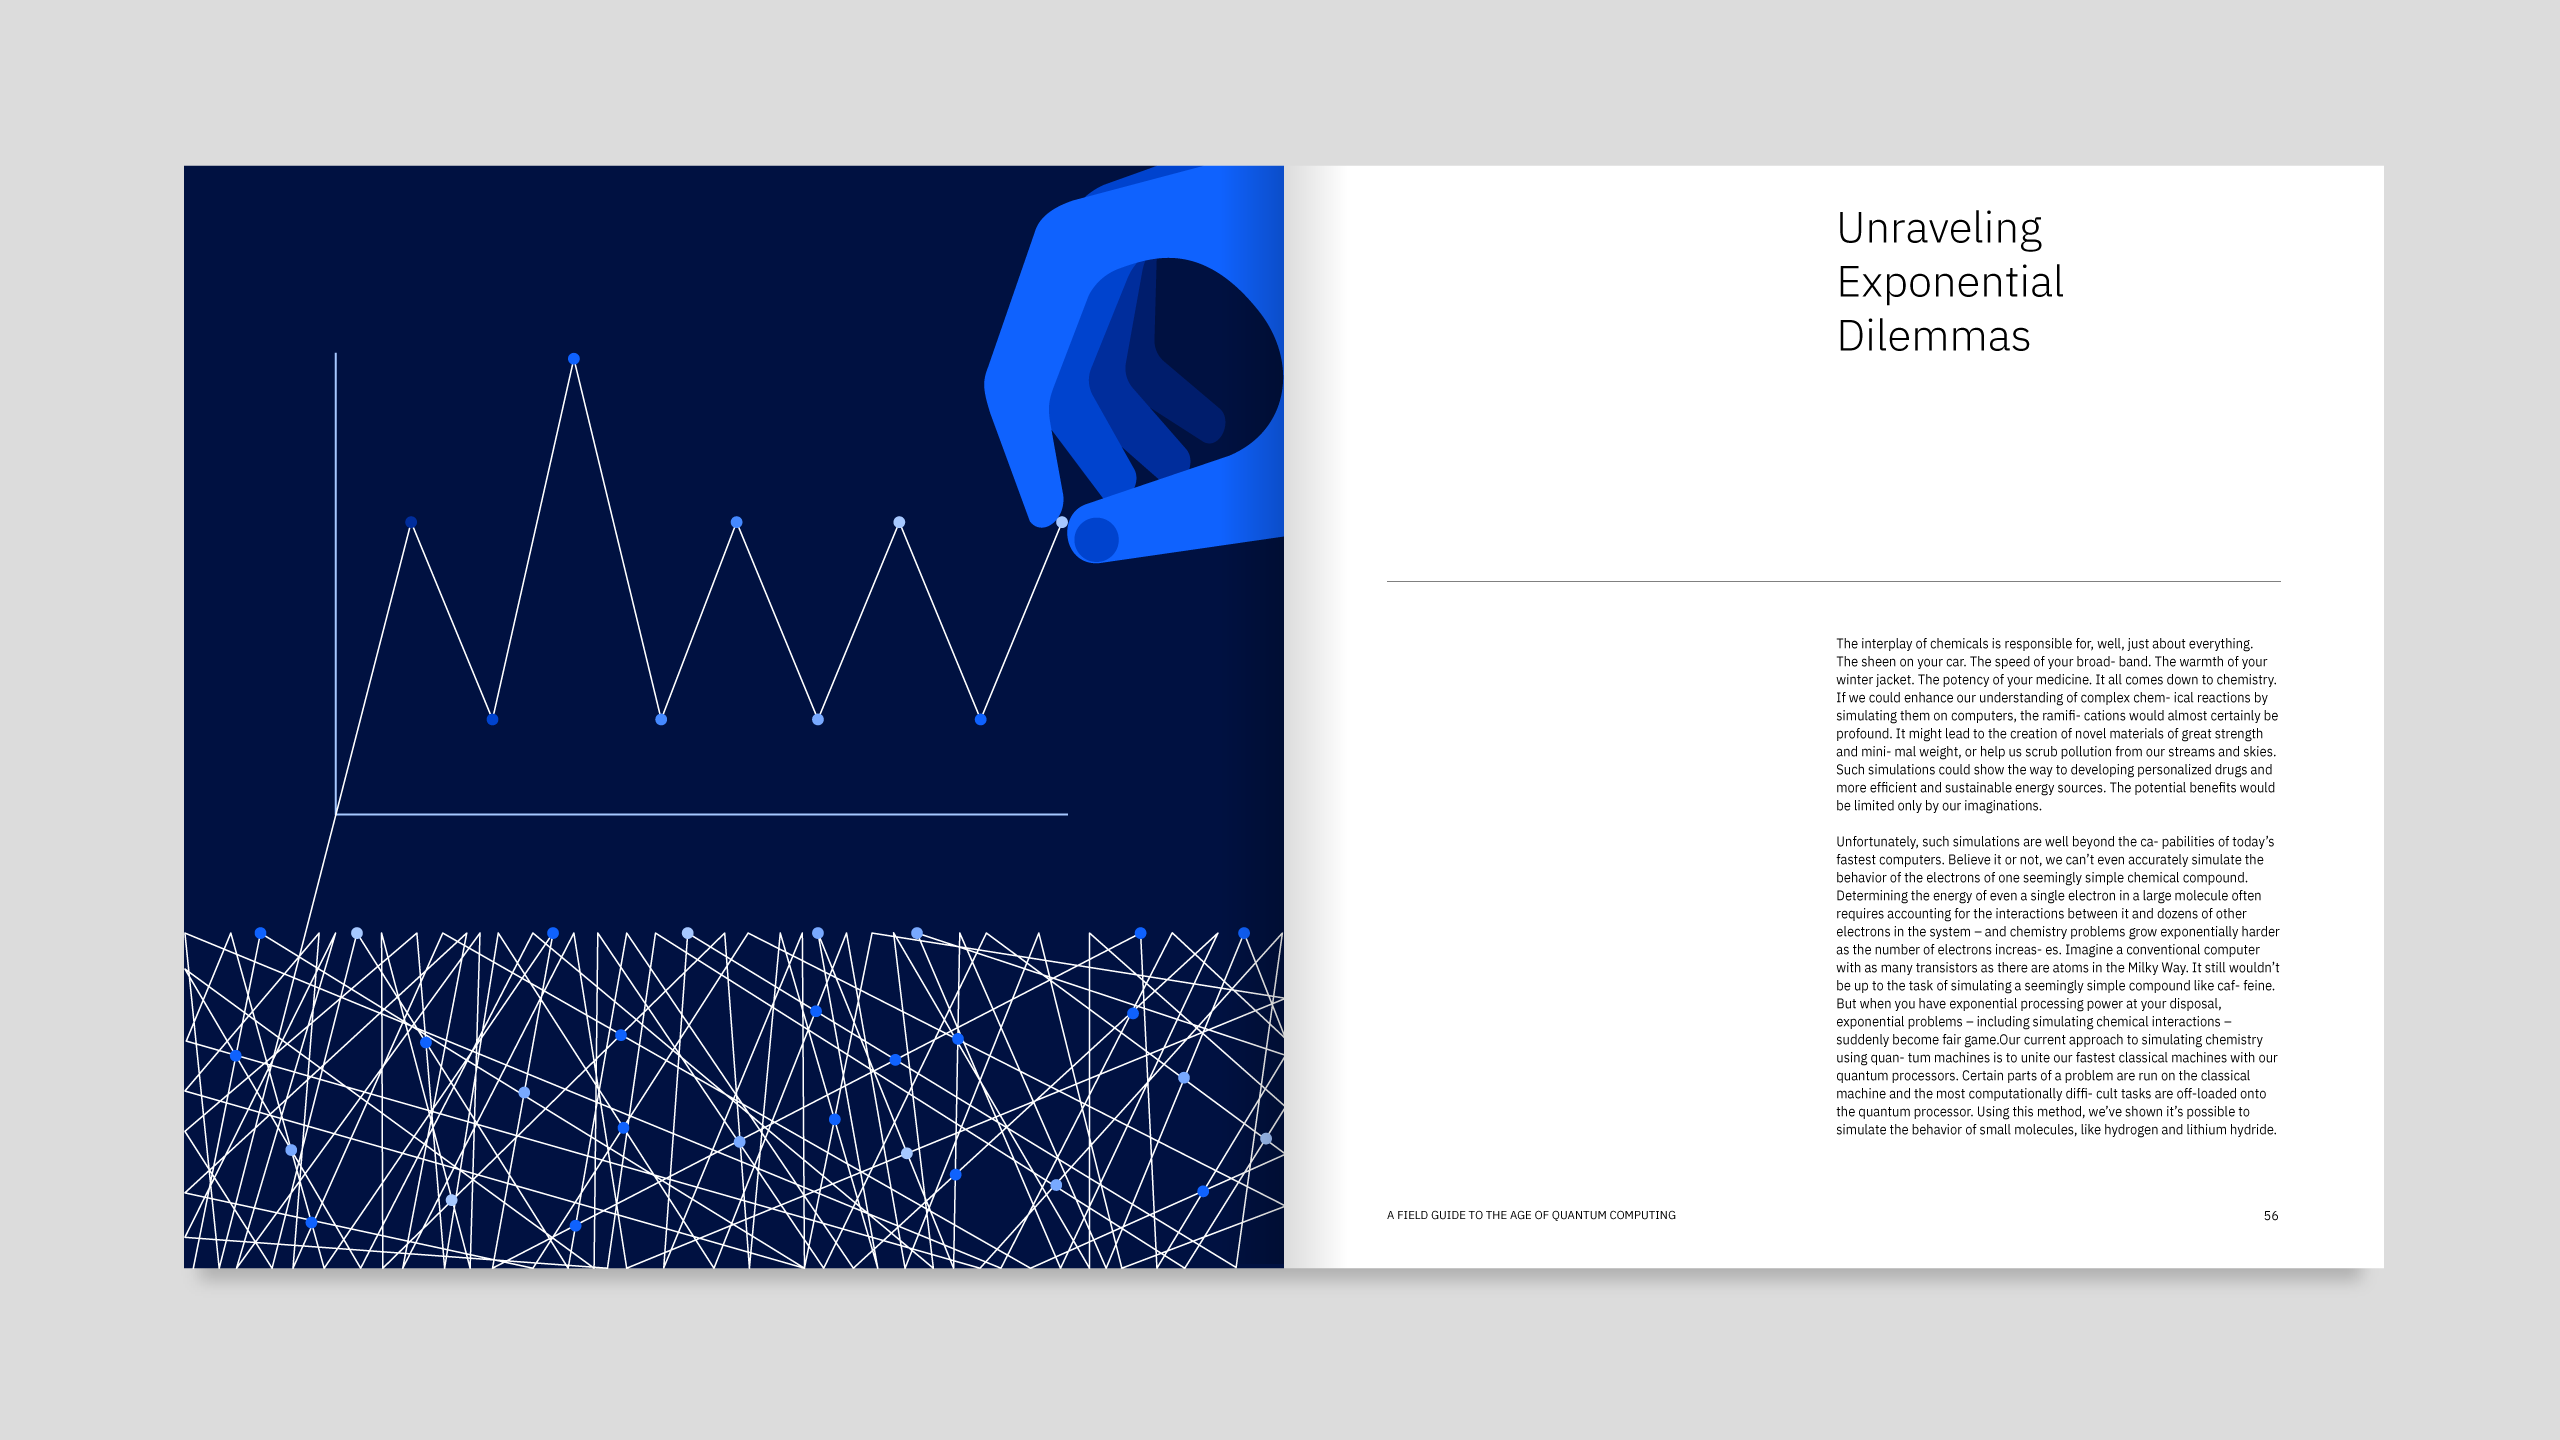 Unraveling
Exponential
Dilemmas
The interplay of chemicals is responsible for, well, just about everything.
The sheen on your car. The speed of your broad- band. The warmth of your
winter jacket. The potency of your medicine. It all comes down to chemistry.
If we could enhance our understanding of complex chem- ical reactions by
simulating them on computers, the ramifi- cations would almost certainly be
profound. It might lead to the creation of novel materials of great strength
and mini- mal weight, or help us scrub pollution from our streams and skies.
Such simulations could show the way to developing personalized drugs and
more efficient and sustainable energy sources. The potential benefits would
be limited only by our imaginations.
Unfortunately, such simulations are well beyond the ca- pabilities of today’s
fastest computers. Believe it or not, we can’t even accurately simulate the
behavior of the electrons of one seemingly simple chemical compound.
Determining the energy of even a single electron in a large molecule often
requires accounting for the interactions between it and dozens of other
electrons in the system – and chemistry problems grow exponentially harder
as the number of electrons increas- es. Imagine a conventional computer
with as many transistors as there are atoms in the Milky Way. It still wouldn’t
be up to the task of simulating a seemingly simple compound like caf- feine.
But when you have exponential processing power at your disposal,
exponential problems – including simulating chemical interactions –
suddenly become fair game.Our current approach to simulating chemistry
using quan- tum machines is to unite our fastest classical machines with our
quantum processors. Certain parts of a problem are run on the classical
machine and the most computationally diffi- cult tasks are off-loaded onto
the quantum processor. Using this method, we’ve shown it’s possible to
simulate the behavior of small molecules, like hydrogen and lithium hydride.
A FIELD GUIDE TO THE AGE OF QUANTUM COMPUTING
56